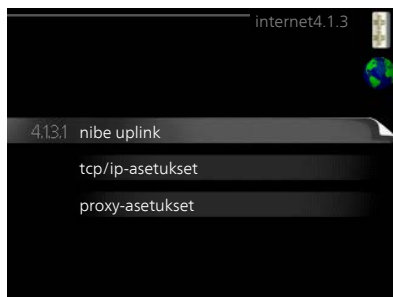 internet4.1.3
4.1.3.1 nibe uplink
tcp/ip-asetukset
proxy-asetukset